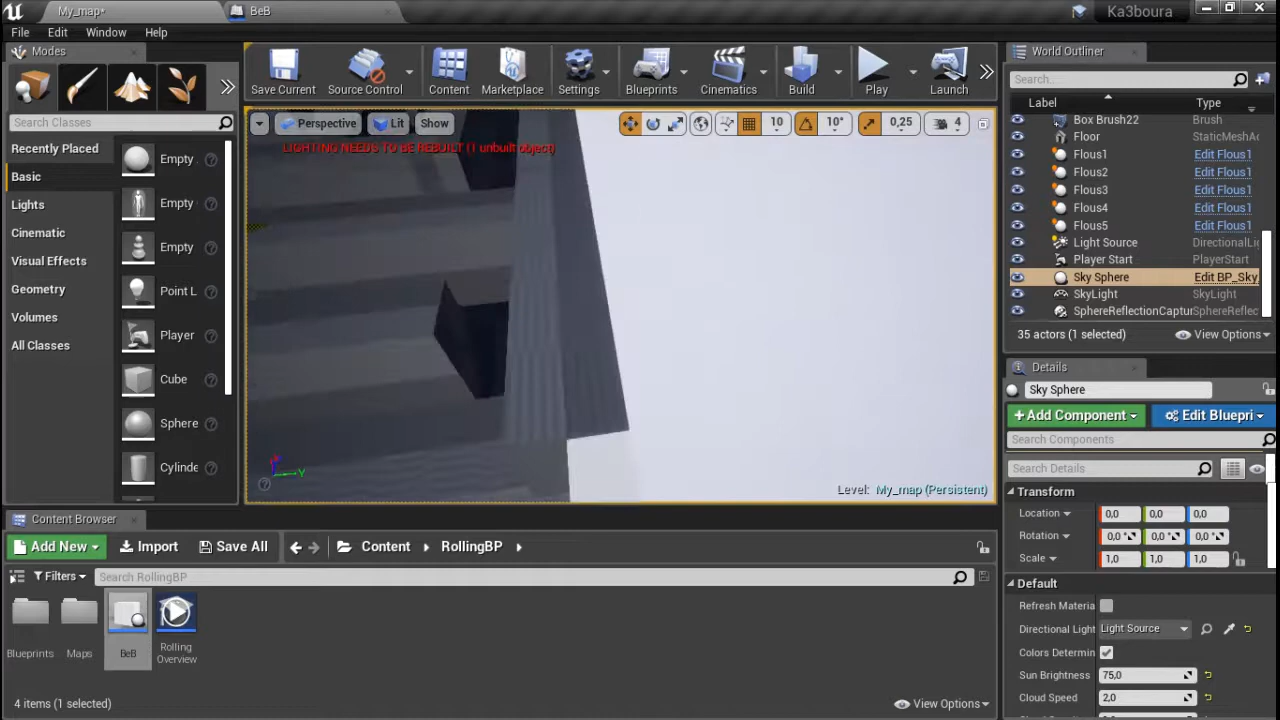 My_map*
BeB
Ka3boura
File
Edit
Window
Help
Modes
Search Classes
Recently Placed
Basic
Lights
Cinematic
Visual Effects
Geometry
Volumes
All Classes
Empty
Empty
Empty
Point L
Player
Cube
Sphere
Cylinde
Save Current
Source Control
Content
Marketplace
Settings
Blueprints
Cinematics
Build
Play
Launch
Perspective
Lit
Show
10
10°
0,25
4
LIGHTING NEEDS TO BE REBUILT (1 unbuilt object)
Level: My_map (Persistent)
World Outliner
Search...
Label Type
Box Brush22 Brush
Floor StaticMeshA
Flous1 Edit Flous1
Flous2 Edit Flous1
Flous3 Edit Flous1
Flous4 Edit Flous1
Flous5 Edit Flous1
Light Source DirectionalLi
Player Start PlayerStart
Sky Sphere Edit BP_Sky
SkyLight SkyLight
SphereReflectionCaptur SphereReflec
35 actors (1 selected)
View Options
Details
Sky Sphere
Add Component
Edit Bluepri
Search Components
Search Details
Transform
Location 0,0 0,0 0,0
Rotation 0,0 ° 0,0 ° 0,0 °
Scale 1,0 1,0 1,0
Default
Refresh Materia
Directional Light Light Source
Colors Determin
Sun Brightness 75,0
Cloud Speed 2,0
Content Browser
Add New
Import
Save All
Content
RollingBP
Filters
Search RollingBP
Blueprints
Maps
BeB
Rolling
Overview
4 items (1 selected)
View Options